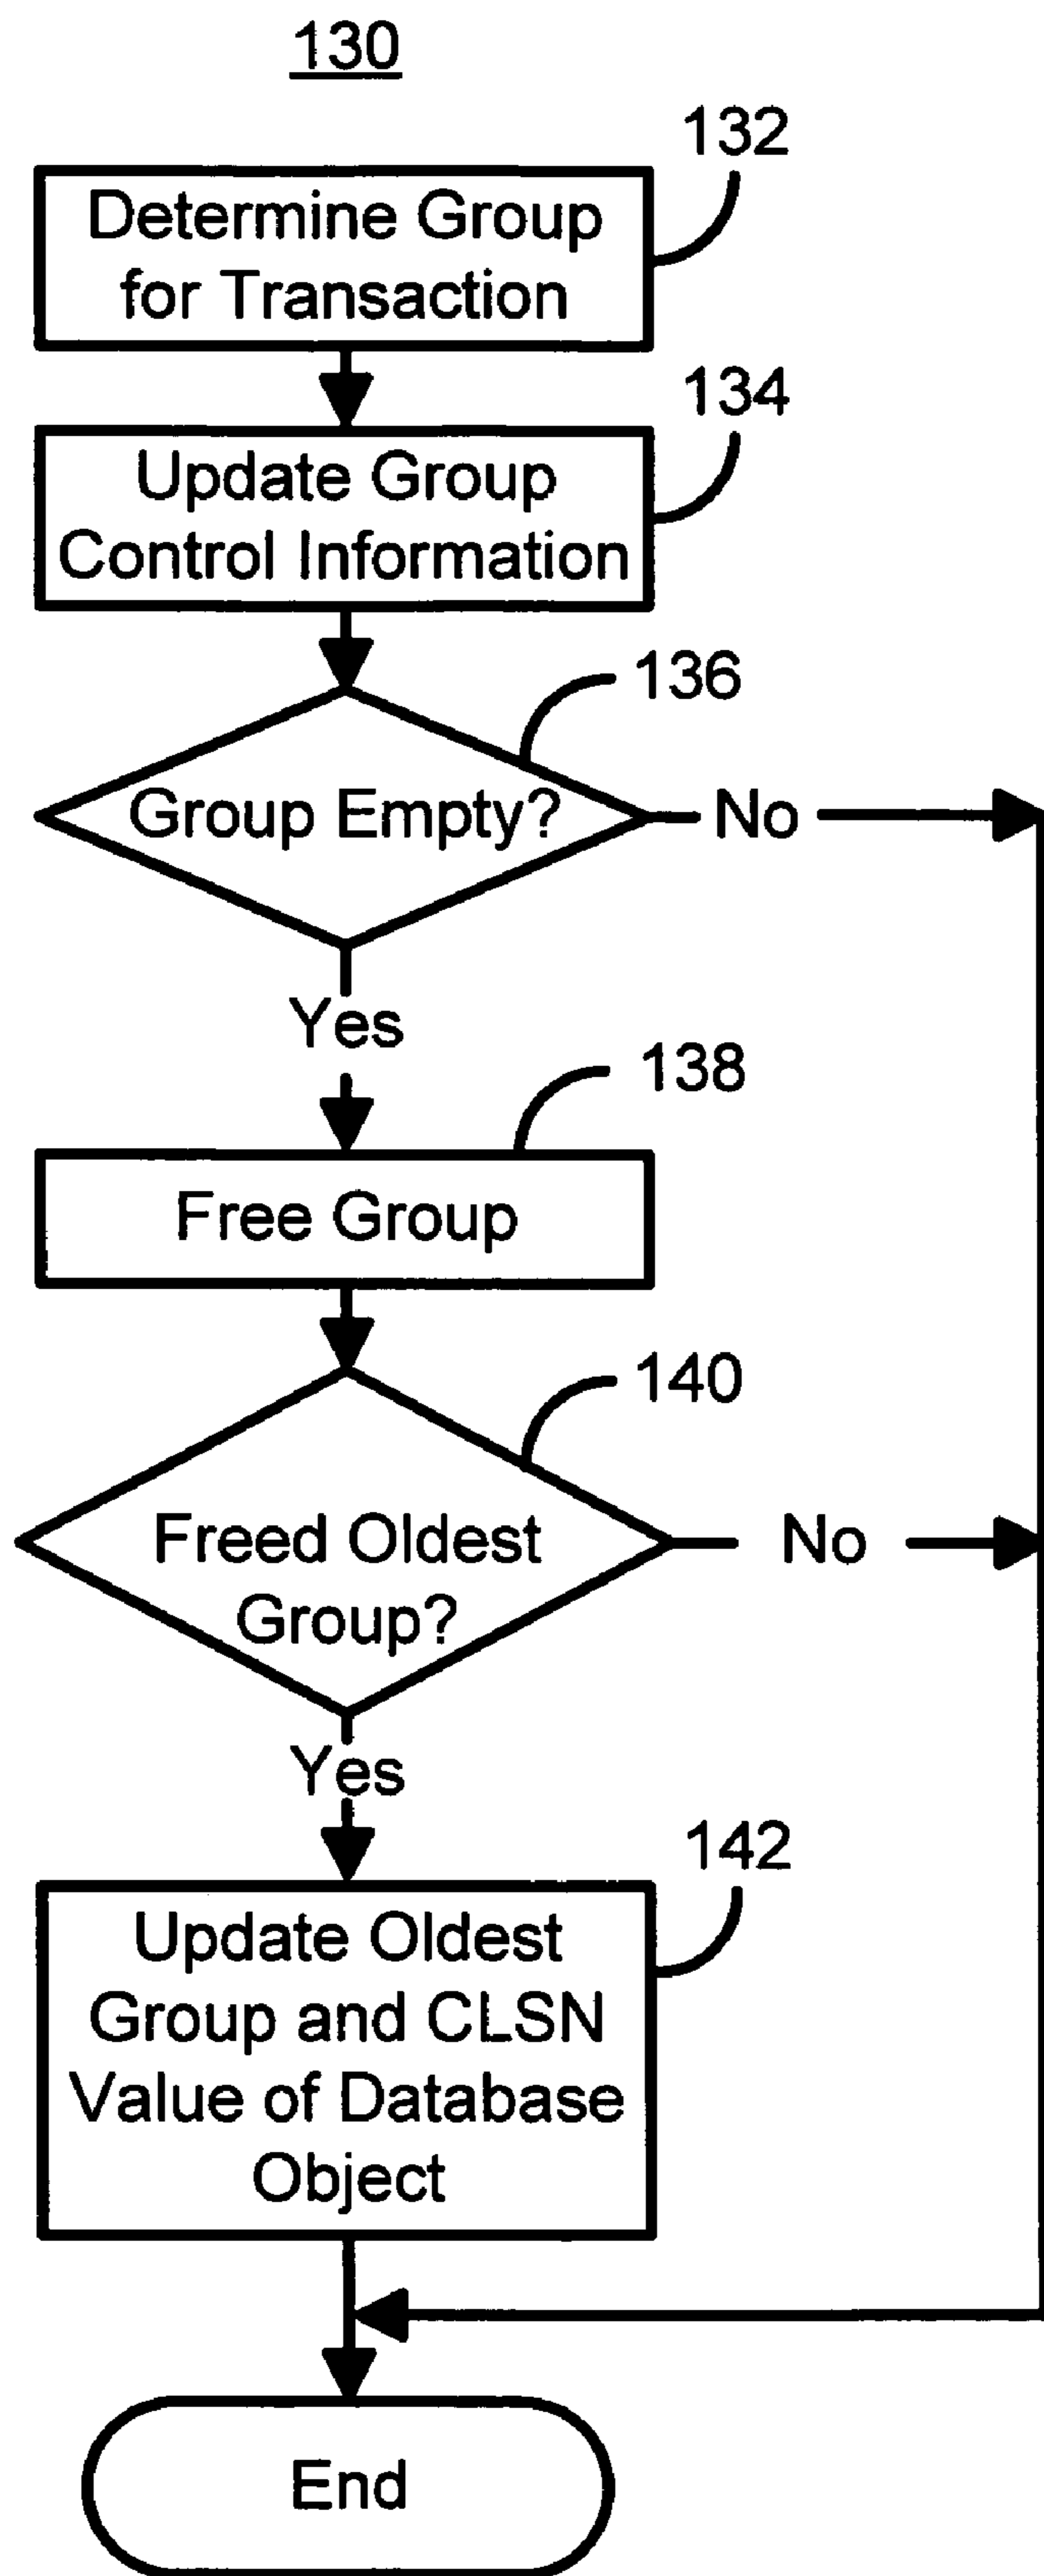 130
132
Determine Group
for Transaction
134
Update Group
Control Information
136
Group Empty?
No
Yes
138
Free Group
140
Freed Oldest
Group?
No
Yes
142
Update Oldest
Group and CLSN
Value of Database
Object
End